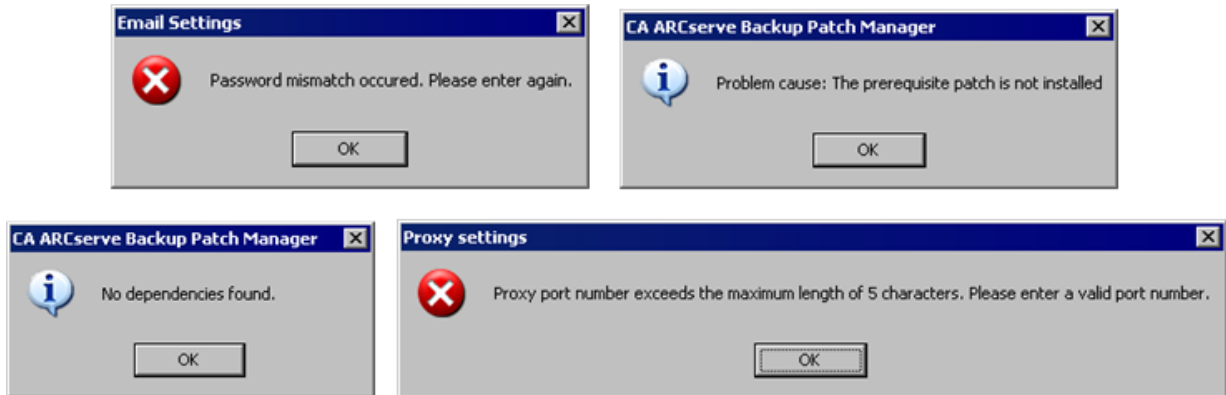 Email Settings
Password mismatch occured. Please enter again.
OK
CA ARCserve Backup Patch Manager
Problem cause: The prerequisite patch is not installed
OK
CA ARCserve Backup Patch Manager
No dependencies found.
OK
Proxy settings
Proxy port number exceeds the maximum length of 5 characters. Please enter a valid port number.
OK